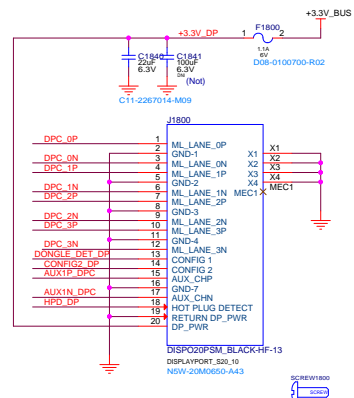 +3.3V_BUS
+3.3V_DP
1
F1800
2
1.1A
6V
D08-0100700-R02
C1840
22uF
6.3V
C1841
100uF
6.3V
DNI
(Not)
C11-2267014-M09
J1800
DPC_0P 1 ML_LANE_0P
2 GND-1 X1 X1
DPC_0N 3 ML_LANE_0N X2 X2
DPC_1P 4 ML_LANE_1P X3 X3
5 GND-2 X4 X4
DPC_1N 6 ML_LANE_1N MEC1 MEC1
DPC_2P 7 ML_LANE_2P
8 GND-3
DPC_2N 9 ML_LANE_2N
DPC_3P 10 ML_LANE_3P
11 GND-4
DPC_3N 12 ML_LANE_3N
DONGLE_DET_DP 13 CONFIG 1
CONFIG2_DP 14 CONFIG 2
AUX1P_DPC 15 AUX_CHP
16 GND-7
AUX1N_DPC 17 AUX_CHN
HPD_DP 18 HOT PLUG DETECT
19 RETURN DP_PWR
20 DP_PWR
DISPO20PSM_BLACK-HF-13
DISPLAYPORT_S20_10
N5W-20M0650-A43
SCREW1800
SCREW